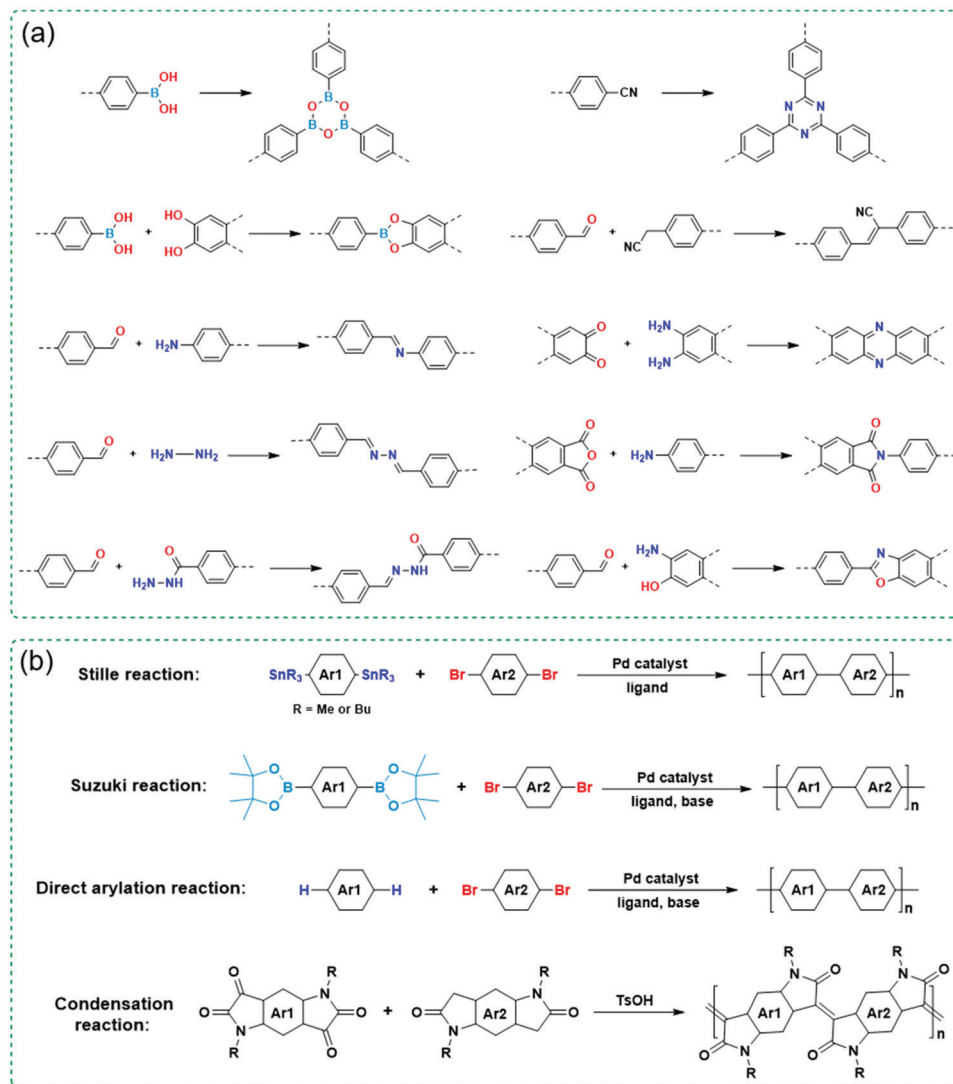 (a)
OH
B
OH
B
O O
B B
O
CN
N N
N
OH
B
OH
+
HO
HO
O
B
O
O
+
NC
NC
O
+
H2N
N
O
O
+
H2N
H2N
N
N
O
+
H2N NH2
N N
O
O
O
+
H2N
O
N
O
O
+
O
H2N NH
O
N NH
O
+
H2N
HO
N
O
(b)
Stille reaction:
SnR3 Ar1 SnR3
R = Me or Bu
+
Br Ar2 Br
Pd catalyst
ligand
Ar1 Ar2 n
Suzuki reaction:
O O
B Ar1 B
O O
+
Br Ar2 Br
Pd catalyst
ligand, base
Ar1 Ar2 n
Direct arylation reaction:
H Ar1 H
+
Br Ar2 Br
Pd catalyst
ligand, base
Ar1 Ar2 n
Condensation
reaction:
O R
N
O Ar1 O
N
R O
+
R
N
Ar2 O
O N
R
TsOH
R R
N O N O
Ar1 Ar2 n
O N O N
R R